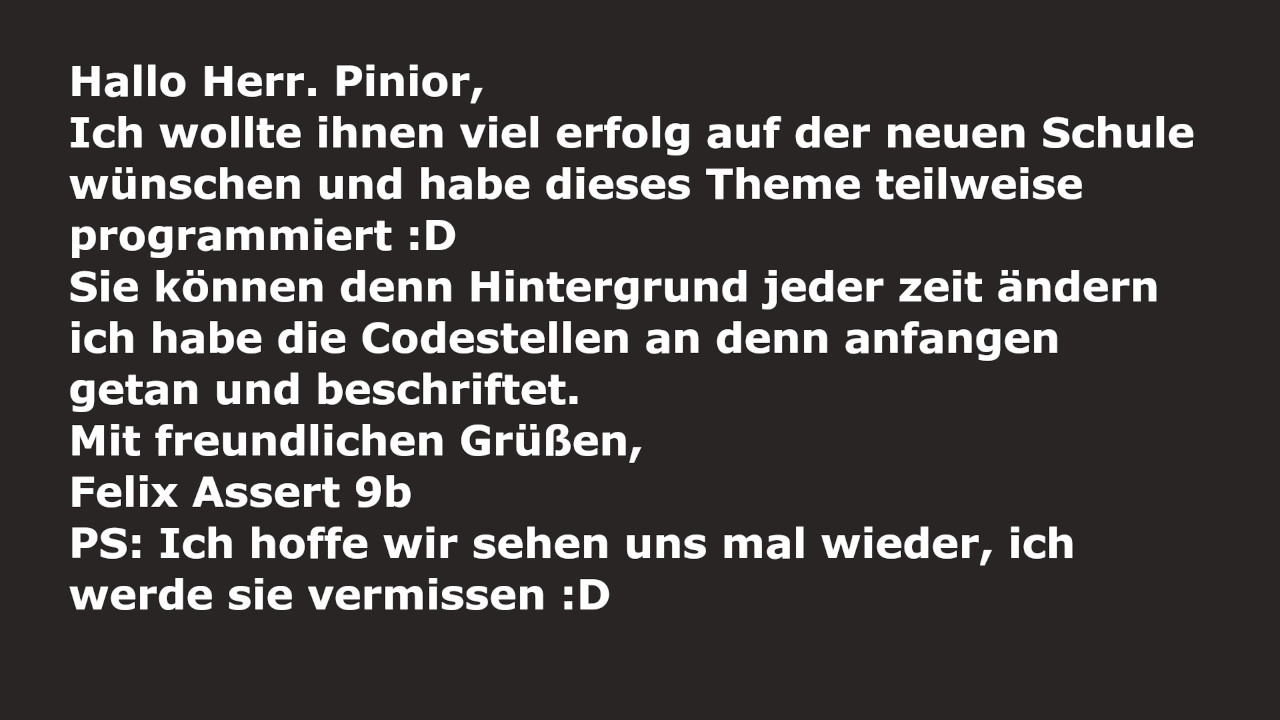 Hallo Herr. Pinior,
Ich wollte ihnen viel erfolg auf der neuen Schule
wünschen und habe dieses Theme teilweise
programmiert :D
Sie können denn Hintergrund jeder zeit ändern
ich habe die Codestellen an denn anfangen
getan und beschriftet.
Mit freundlichen Grüßen,
Felix Assert 9b
PS: Ich hoffe wir sehen uns mal wieder, ich
werde sie vermissen :D